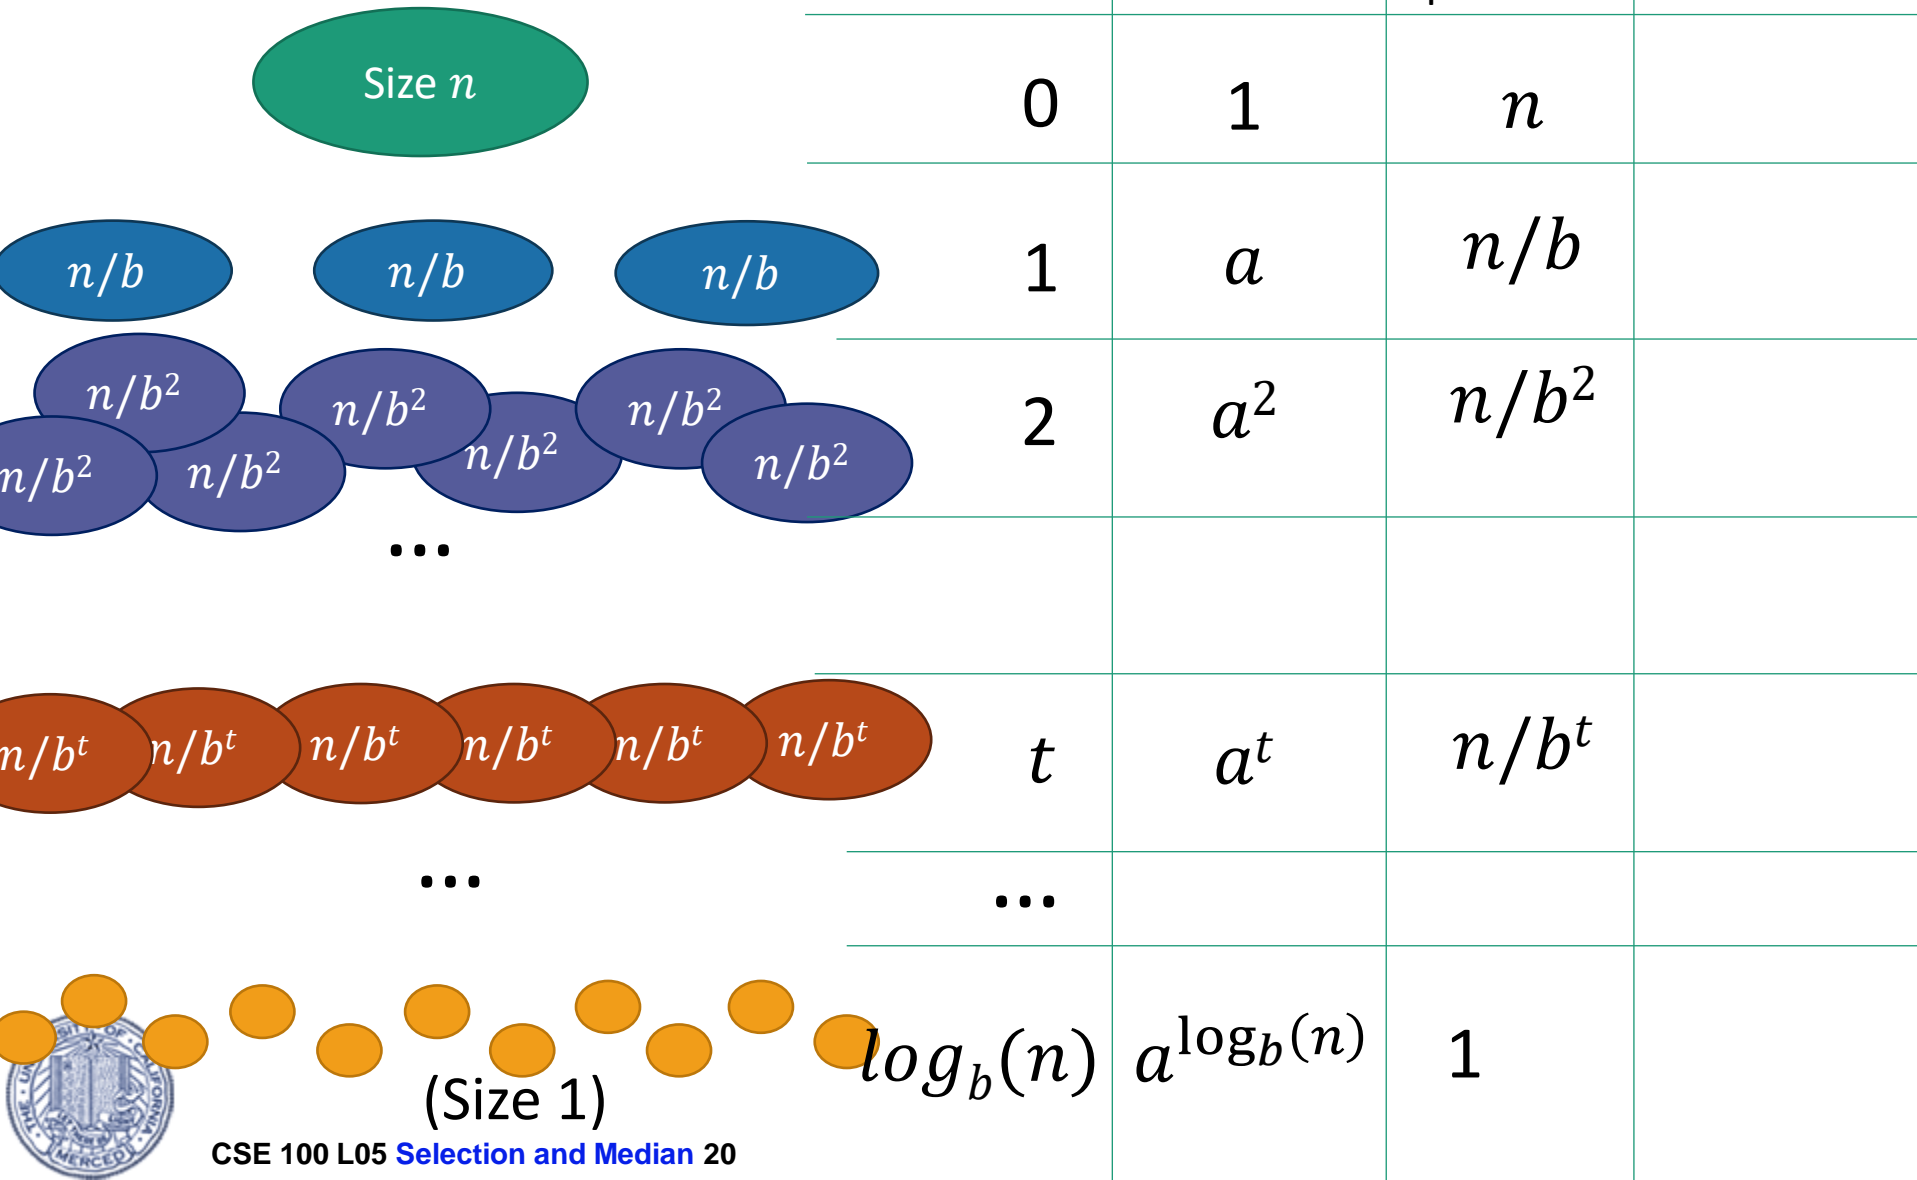 Size n
0 1 n
n/b n/b n/b
1 a n/b
n/b² n/b² n/b² n/b² n/b² n/b² n/b²
2 a² n/b²
...
n/bᵗ n/bᵗ n/bᵗ n/bᵗ n/bᵗ n/bᵗ
t aᵗ n/bᵗ
...
...
log_b(n) a^{log_b(n)} 1
(Size 1)
CSE 100 L05 Selection and Median 20
MERCED